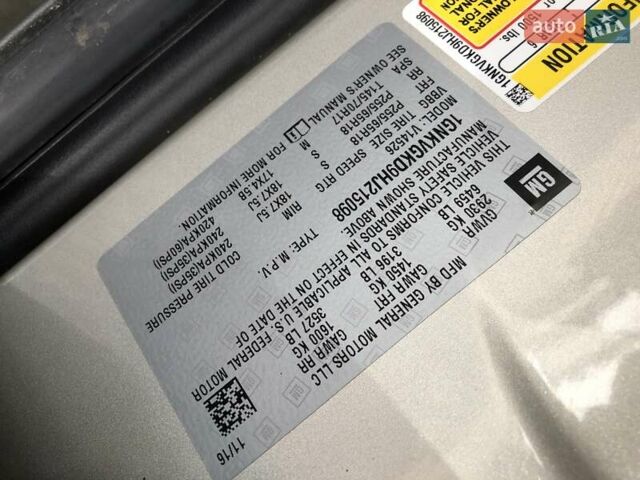 MFD BY GENERAL MOTORS LLC
GVWR GAWR FRT GAWR RR
2930 KG 1450 KG 1600 KG
6459 LB 3196 LB 3527 LB
THIS VEHICLE CONFORMS TO ALL APPLICABLE U.S. FEDERAL MOTOR
VEHICLE SAFETY STANDARDS IN EFFECT ON THE DATE OF
MANUFACTURE SHOWN ABOVE.
11/16
GM
1GNKVGKD9HJ215098
TYPE: M.P.V.
MODEL: V14526
TIRE SIZE SPEED RTG RIM COLD TIRE PRESSURE
FRT P255/65R18 S 18X7.5J 240KPA(35PSI)
RR P255/65R18 S 18X7.5J 240KPA(35PSI)
SPA T145/70R17 M 17X4.5B 420KPA(60PSI)
SEE OWNER'S MANUAL FOR MORE INFORMATION.
OWNER'S
1GNKVGKD9HJ215098
auto RIA.com